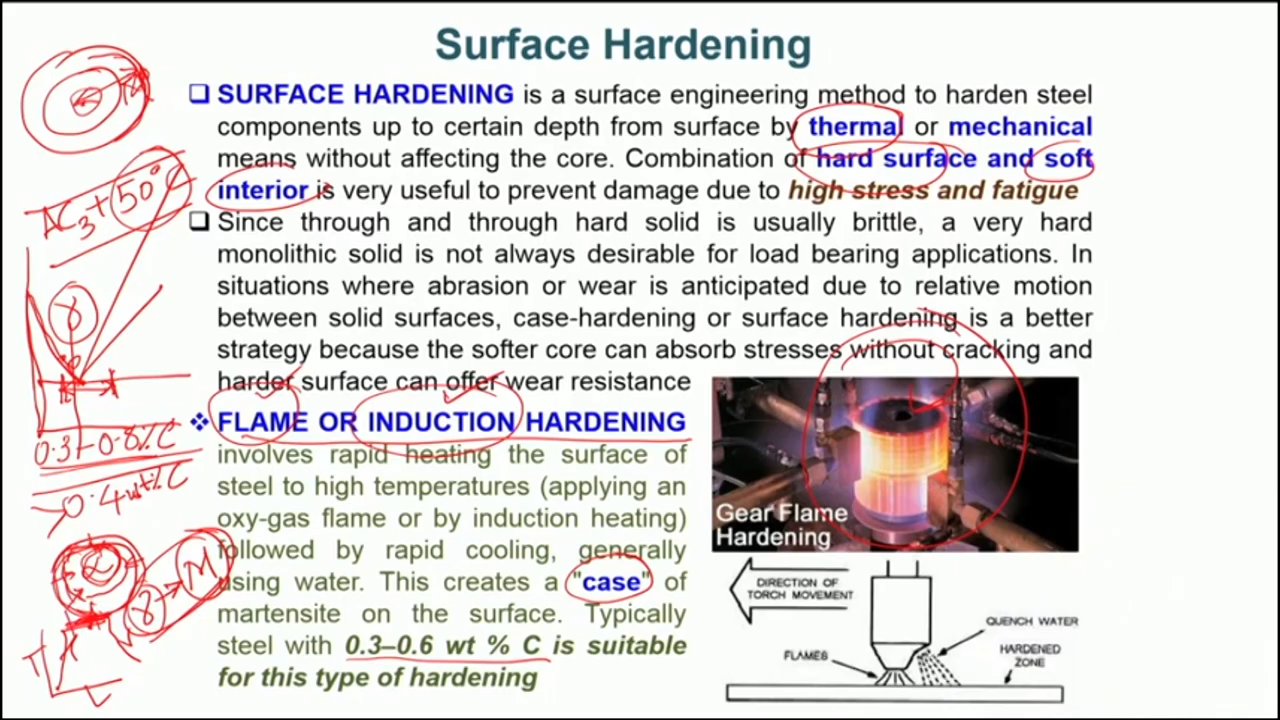 Surface Hardening
❑ SURFACE HARDENING is a surface engineering method to harden steel
components up to certain depth from surface by thermal or mechanical
means without affecting the core. Combination of hard surface and soft
interior is very useful to prevent damage due to high stress and fatigue
❑ Since through and through hard solid is usually brittle, a very hard
monolithic solid is not always desirable for load bearing applications. In
situations where abrasion or wear is anticipated due to relative motion
between solid surfaces, case-hardening or surface hardening is a better
strategy because the softer core can absorb stresses without cracking and
harder surface can offer wear resistance
❖ FLAME OR INDUCTION HARDENING
involves rapid heating the surface of
steel to high temperatures (applying an
oxy-gas flame or by induction heating)
followed by rapid cooling, generally
using water. This creates a "case" of
martensite on the surface. Typically
steel with 0.3–0.6 wt % C is suitable
for this type of hardening
Gear Flame
Hardening
DIRECTION OF
TORCH MOVEMENT
QUENCH WATER
FLAMES
HARDENED
ZONE
AC3+50°C
γ
0.3-0.8%C
0.4wt%C
α
γ→M